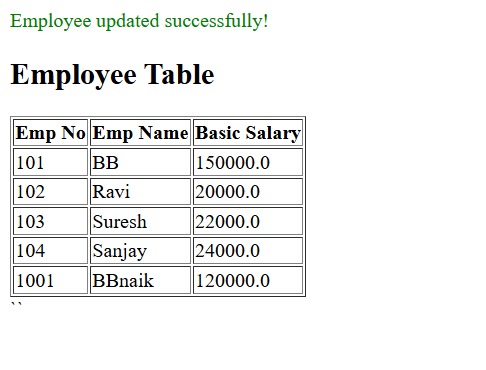 Employee updated successfully!
Employee Table
Emp No Emp Name Basic Salary
101 BB 150000.0
102 Ravi 20000.0
103 Suresh 22000.0
104 Sanjay 24000.0
1001 BBnaik 120000.0
``